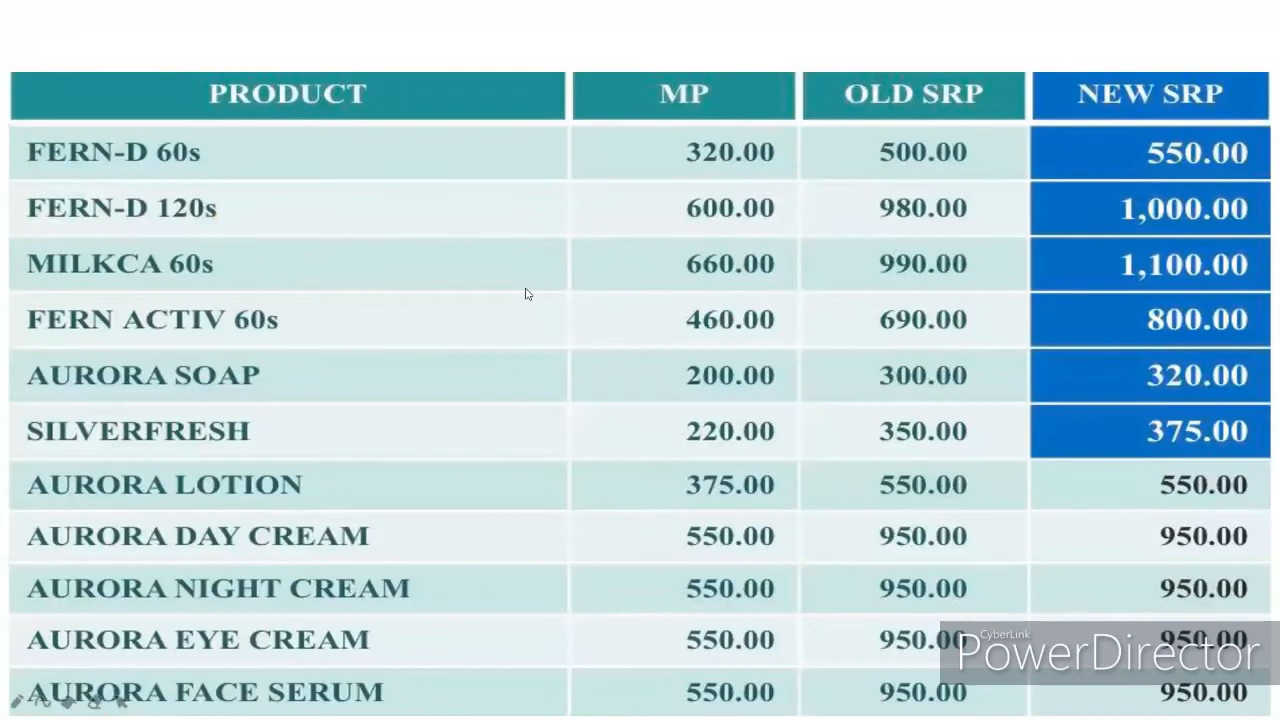 PRODUCT MP OLD SRP NEW SRP
FERN-D 60s 320.00 500.00 550.00
FERN-D 120s 600.00 980.00 1,000.00
MILKCA 60s 660.00 990.00 1,100.00
FERN ACTIV 60s 460.00 690.00 800.00
AURORA SOAP 200.00 300.00 320.00
SILVERFRESH 220.00 350.00 375.00
AURORA LOTION 375.00 550.00 550.00
AURORA DAY CREAM 550.00 950.00 950.00
AURORA NIGHT CREAM 550.00 950.00 950.00
AURORA EYE CREAM 550.00 950.00 950.00
CyberLink
PowerDirector
AURORA FACE SERUM 550.00 950.00 950.00